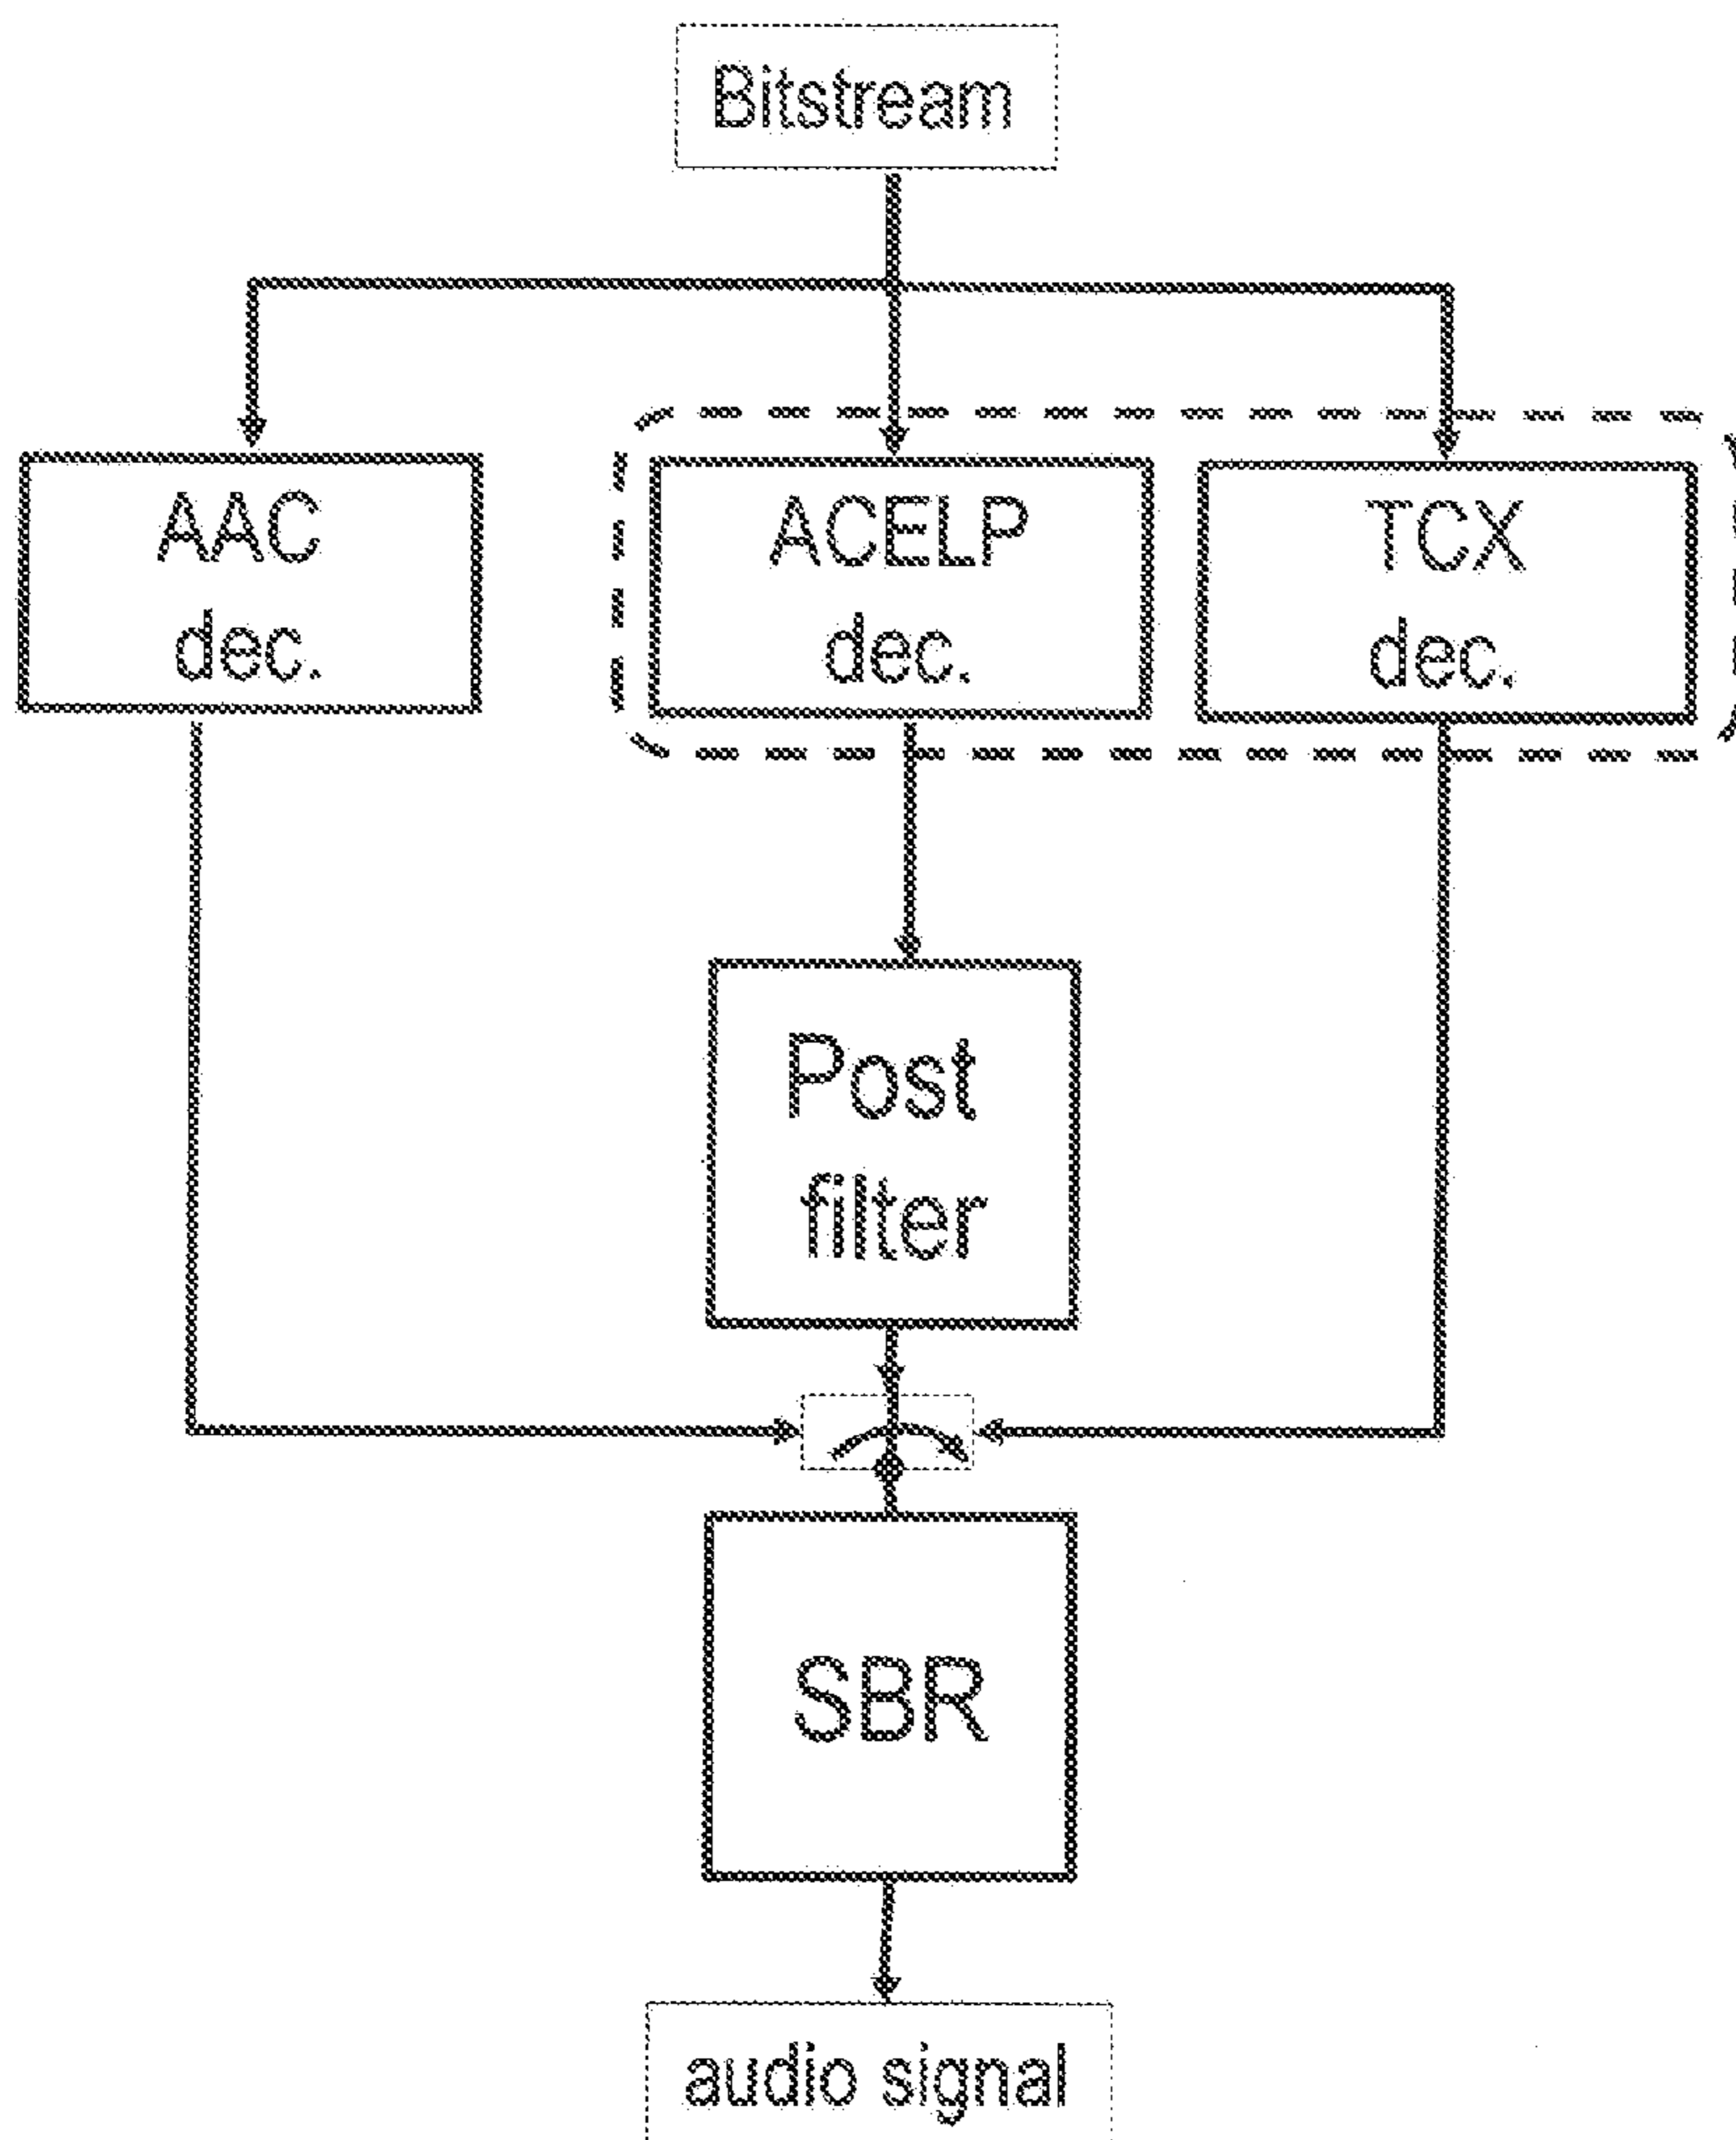 Bitstream
AAC
dec.
ACELP
dec.
TCX
dec.
Post
filter
SBR
audio signal